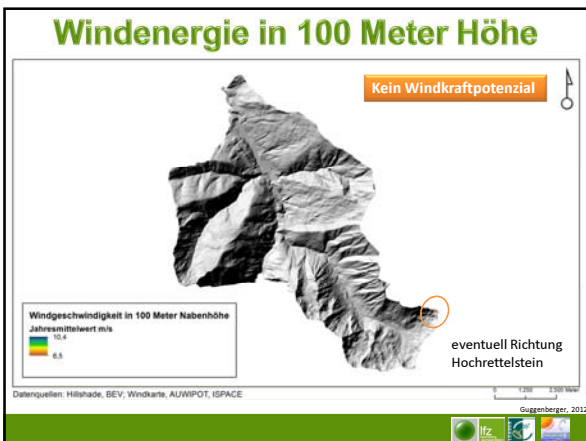 Windenergie in 100 Meter Höhe
Kein Windkraftpotenzial
Windgeschwindigkeit in 100 Meter Nabenhöhe
Jahresmittelwert m/s
10,4
6,5
eventuell Richtung
Hochrettelstein
Datenquellen: Hillshade, BEV; Windkarte, AUWIPOT, ISPACE
0 1.250 2.500 Meter
Guggenberger, 2012
lfz